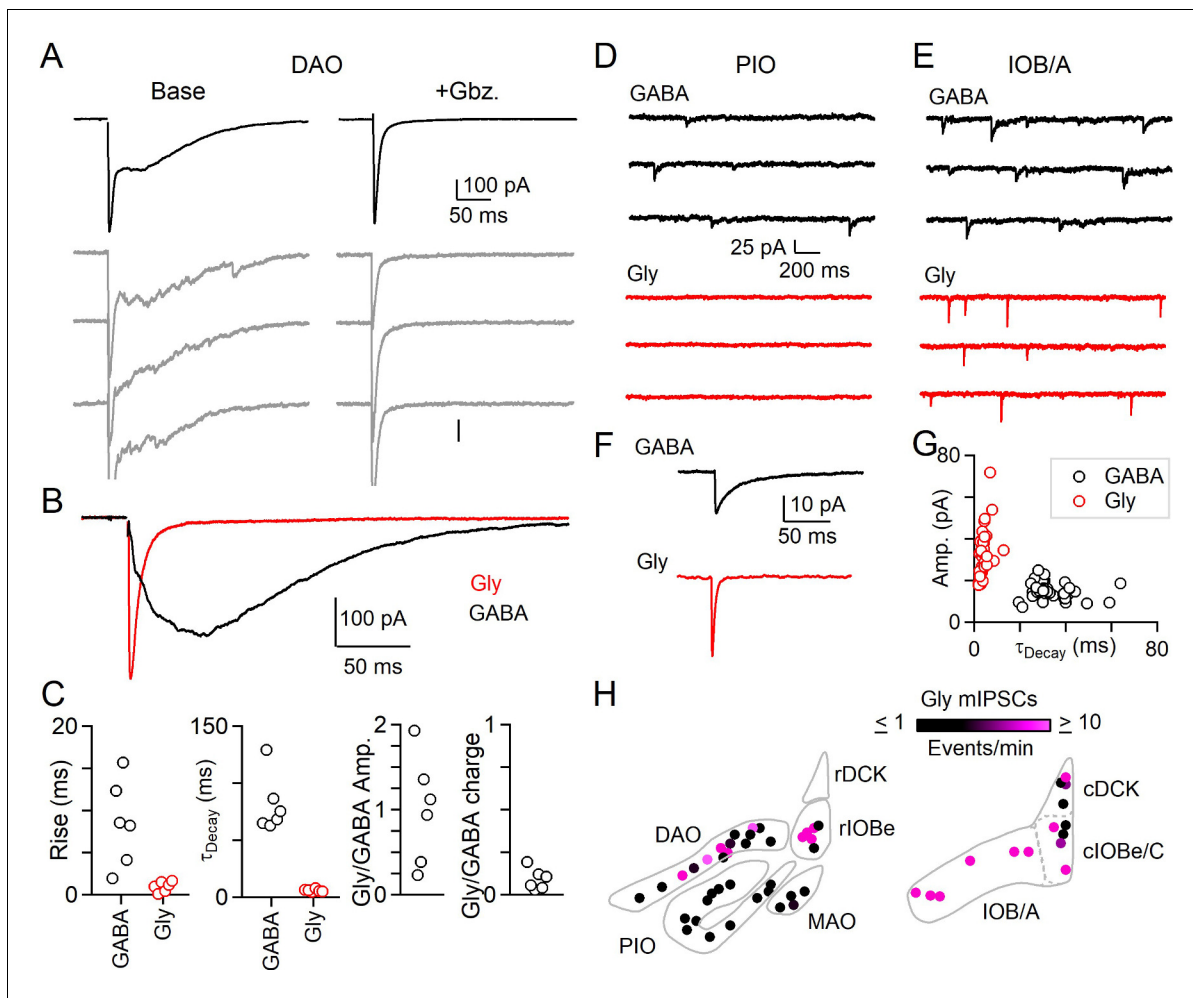 A
DAO
Base
+Gbz.
100 pA
50 ms
B
Gly
GABA
100 pA
50 ms
C
20
Rise (ms)
0
GABA
Gly
150
τDecay (ms)
0
GABA
Gly
2
Gly/GABA Amp.
1
0
1
Gly/GABA charge
0
D
PIO
GABA
25 pA
200 ms
Gly
E
IOB/A
GABA
Gly
F
GABA
10 pA
50 ms
Gly
G
80
Amp. (pA)
0
0
τDecay (ms)
80
GABA
Gly
H
Gly mIPSCs
≤ 1
≥ 10
Events/min
rDCK
DAO
rIOBe
PIO
MAO
cDCK
cIOBe/C
IOB/A